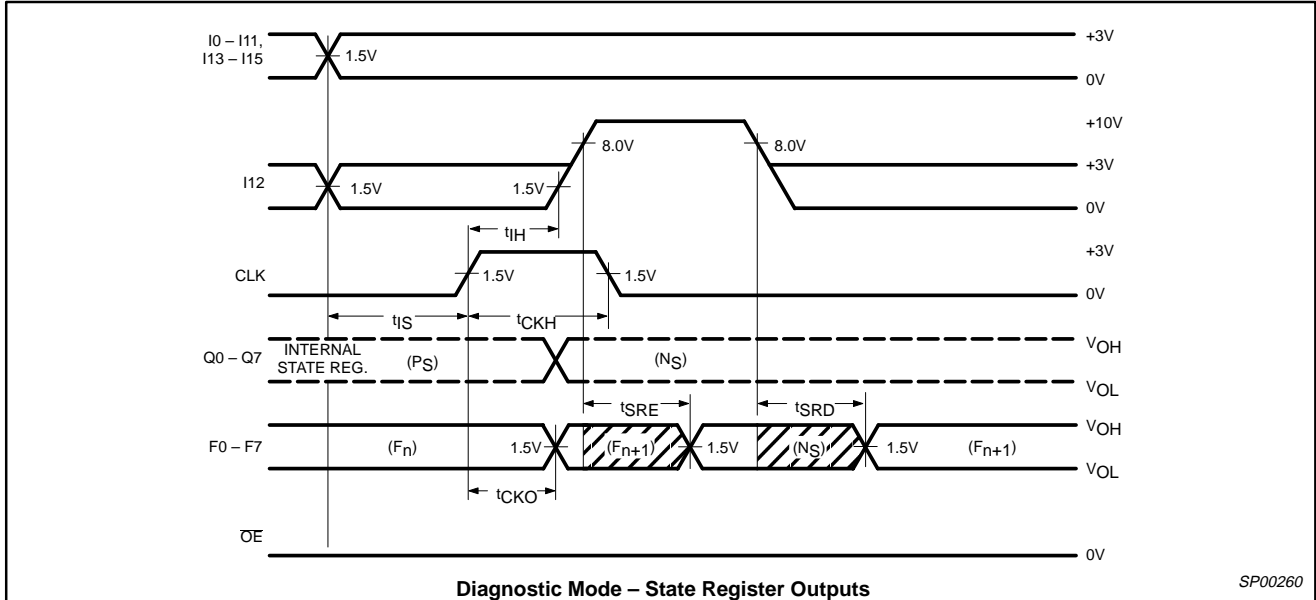 I0 – I11,
I13 – I15
1.5V
+3V
0V
+10V
8.0V
8.0V
+3V
I12
1.5V
1.5V
0V
tIH
+3V
CLK
1.5V
1.5V
0V
tIS
tCKH
Q0 – Q7
INTERNAL
STATE REG.
(PS)
(NS)
VOH
VOL
tSRE
tSRD
F0 – F7
(Fn)
1.5V
(Fn+1)
1.5V
(NS)
1.5V
(Fn+1)
VOH
VOL
tCKO
OE
0V
Diagnostic Mode – State Register Outputs
SP00260